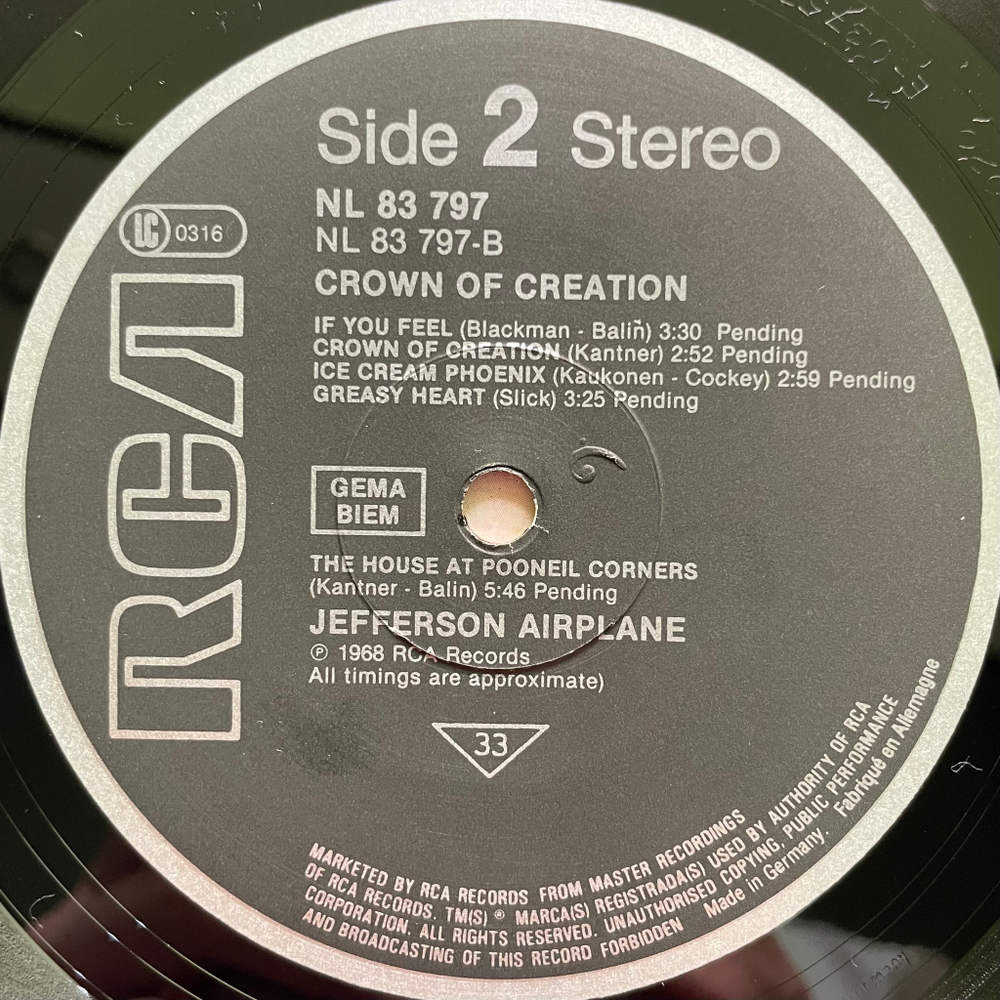 Side 2 Stereo
NL 83 797
NL 83 797-B
LC 0316
RCA
CROWN OF CREATION
IF YOU FEEL (Blackman - Balin) 3:30 Pending
CROWN OF CREATION (Kantner) 2:52 Pending
ICE CREAM PHOENIX (Kaukonen - Cockey) 2:59 Pending
GREASY HEART (Slick) 3:25 Pending
6
GEMA
BIEM
THE HOUSE AT POONEIL CORNERS
(Kantner - Balin) 5:46 Pending
JEFFERSON AIRPLANE
℗ 1968 RCA Records
All timings are approximate)
33
MARKETED BY RCA RECORDS FROM MASTER RECORDINGS
OF RCA RECORDS. TM(S) ® MARCA(S) REGISTRADA(S) USED BY AUTHORITY OF RCA
CORPORATION. ALL RIGHTS RESERVED. UNAUTHORISED COPYING, PUBLIC PERFORMANCE
AND BROADCASTING OF THIS RECORD FORBIDDEN Made in Germany. Fabriqué en Allemagne